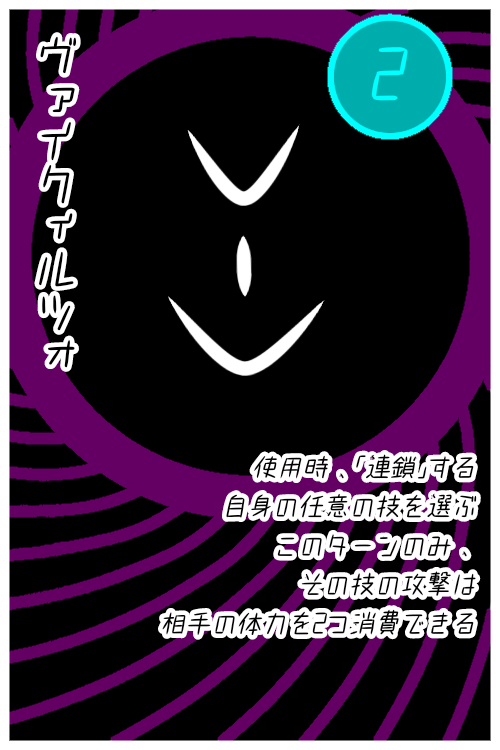 2
ヴァイクィルツォ
使用時、「連鎖」する
自身の任意の技を選ぶ
このターンのみ、
その技の攻撃は
相手の体力を2コ消費できる